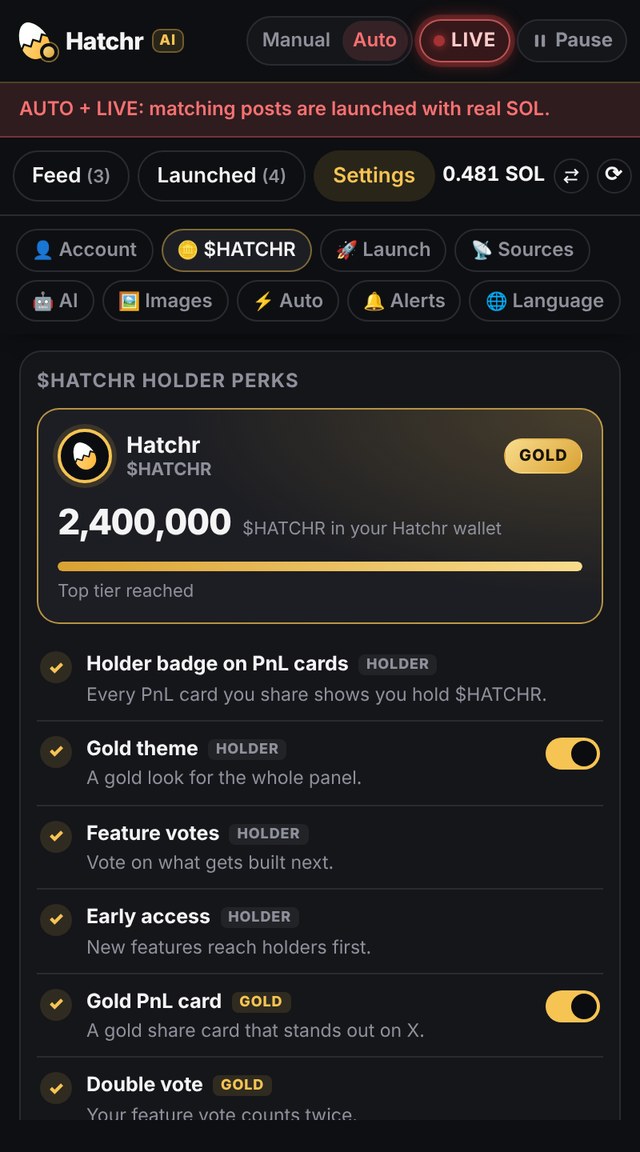 Hatchr AI
Manual Auto LIVE Pause
AUTO + LIVE: matching posts are launched with real SOL.
Feed (3) Launched (4) Settings 0.481 SOL
Account $HATCHR Launch Sources
AI Images Auto Alerts Language
$HATCHR HOLDER PERKS
Hatchr
$HATCHR
GOLD
2,400,000 $HATCHR in your Hatchr wallet
Top tier reached
Holder badge on PnL cards HOLDER
Every PnL card you share shows you hold $HATCHR.
Gold theme HOLDER
A gold look for the whole panel.
Feature votes HOLDER
Vote on what gets built next.
Early access HOLDER
New features reach holders first.
Gold PnL card GOLD
A gold share card that stands out on X.
Double vote GOLD
Your feature vote counts twice.